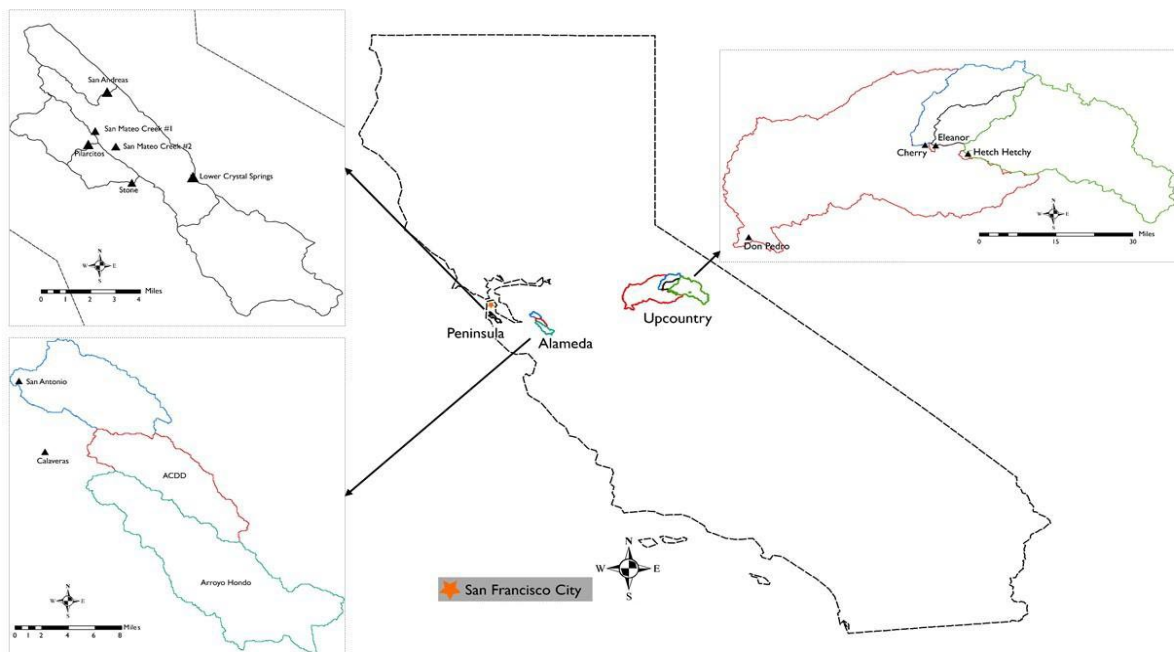 San Andreas
San Mateo Creek #1
Pilarcitos
San Mateo Creek #2
Stone
Lower Crystal Springs
N
W E
S
Miles
0 1 2 3 4
San Antonio
Calaveras
ACDD
Arroyo Hondo
N
W E
S
Miles
0 1 2 4 6 8
Peninsula
Alameda
Upcountry
N
W E
S
San Francisco City
Eleanor
Cherry
Hetch Hetchy
Don Pedro
N
W E
S
Miles
0 15 30